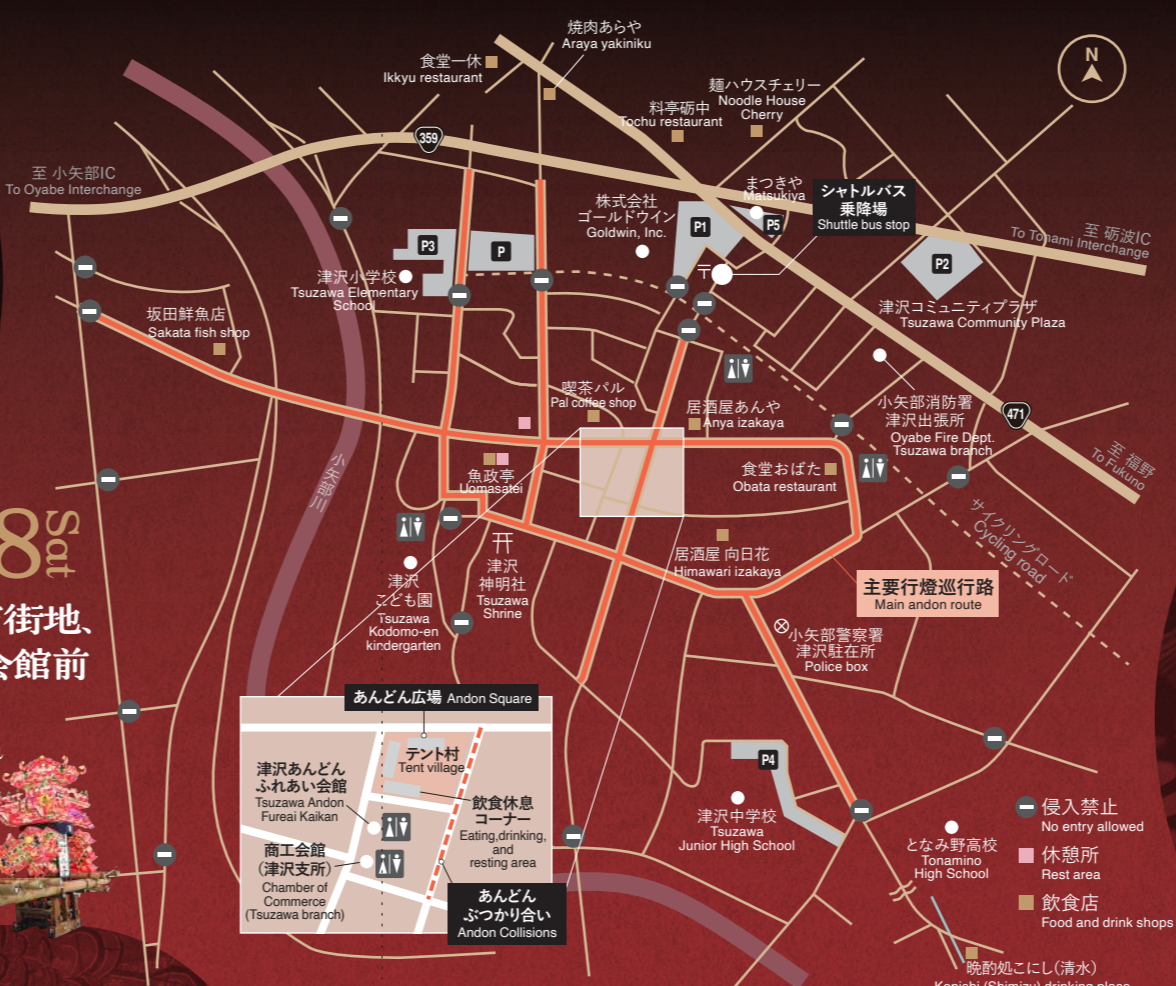 焼肉あらや
Araya yakiniku
食堂一休
Ikkyu restaurant
麺ハウスチェリー
Noodle House
Cherry
料亭砺中
Tochu restaurant
N
359
至 小矢部IC
To Oyabe Interchange
まつきや
Matsukiya
シャトルバス
乗降場
Shuttle bus stop
株式会社
ゴールドウイン
Goldwin, Inc.
P1
P5
P3
P
P2
〒
至 砺波IC
To Tonami Interchange
津沢小学校
Tsuzawa Elementary
School
坂田鮮魚店
Sakata fish shop
津沢コミュニティプラザ
Tsuzawa Community Plaza
喫茶パル
Pal coffee shop
居酒屋あんや
Anya izakaya
小矢部消防署
津沢出張所
Oyabe Fire Dept.
Tsuzawa branch
471
至 福野
To Fukuno
小矢部川
魚政亭
Uomasatei
食堂おばた
Obata restaurant
サイクリングロード
Cycling road
8
Sat
居酒屋 向日花
Himawari izakaya
津沢
神明社
Tsuzawa
Shrine
津沢
こども園
Tsuzawa
Kodomo-en
kindergarten
主要行燈巡行路
Main andon route
街地、
会館前
小矢部警察署
津沢駐在所
Police box
あんどん広場 Andon Square
テント村
Tent village
津沢あんどん
ふれあい会館
Tsuzawa Andon
Fureai Kaikan
飲食休息
コーナー
Eating,drinking,
and
resting area
商工会館
（津沢支所）
Chamber of
Commerce
(Tsuzawa branch)
あんどん
ぶつかり合い
Andon Collisions
P4
津沢中学校
Tsuzawa
Junior High School
となみ野高校
Tonamino
High School
侵入禁止
No entry allowed
休憩所
Rest area
飲食店
Food and drink shops
晩酌処こにし（清水）
Konishi (Shimizu) drinking place